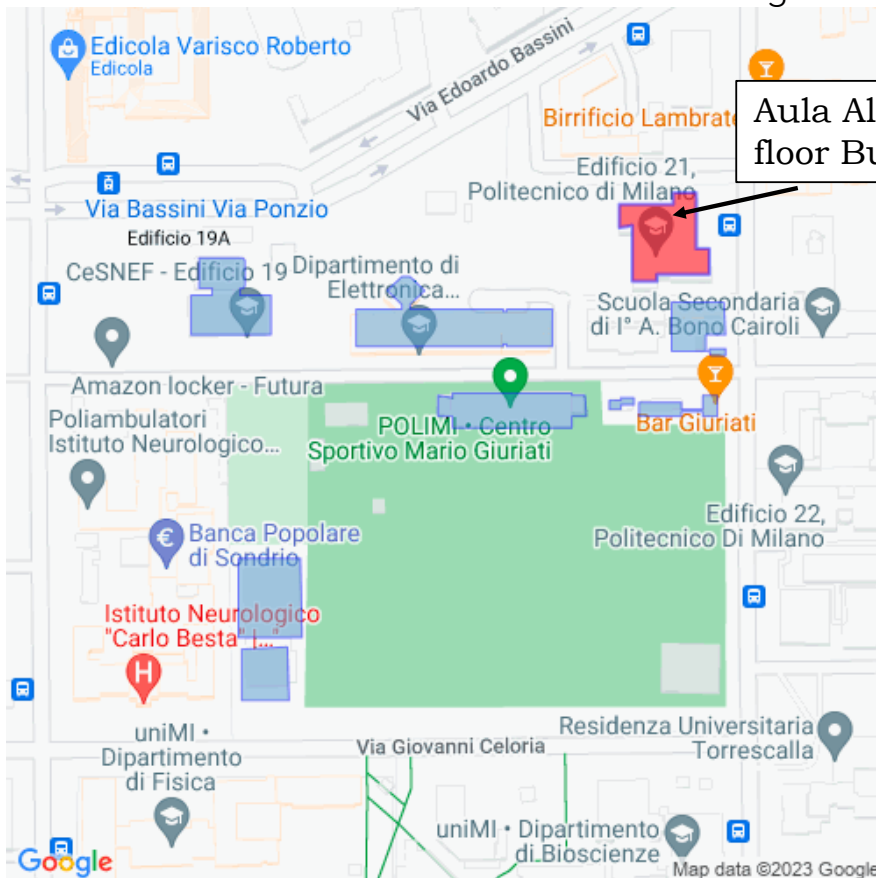 Edicola Varisco Roberto
Edicola
Via Edoardo Bassini
Birrificio Lambrate
Aula Al
floor Bu
Edificio 21,
Politecnico di Milano
Via Bassini Via Ponzio
Edificio 19A
CeSNEF - Edificio 19
Dipartimento di
Elettronica...
Scuola Secondaria
di I° A. Bono Cairoli
Amazon locker - Futura
Poliambulatori
Istituto Neurologico...
POLIMI • Centro
Sportivo Mario Giuriati
Bar Giuriati
Edificio 22,
Politecnico Di Milano
€
Banca Popolare
di Sondrio
Istituto Neurologico
"Carlo Besta" |..."
H
Residenza Universitaria
Torrescalla
Via Giovanni Celoria
uniMI •
Dipartimento
di Fisica
uniMI • Dipartimento
di Bioscienze
Google
Map data ©2023 Google